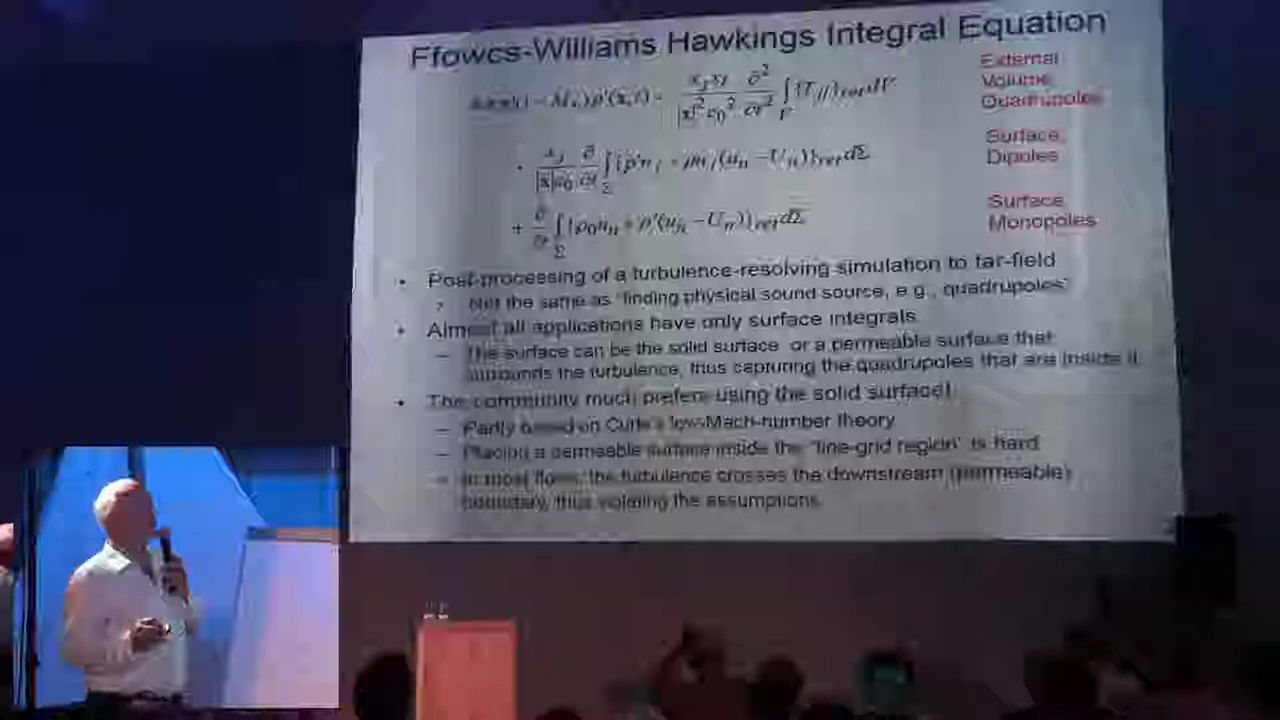 Ffowcs-Williams Hawkings Integral Equation
External
Volume
Quadrupoles
Surface
Dipoles
Surface
Monopoles
• Post-processing of a turbulence-resolving simulation to far-field
Not the same as "finding physical sound source, e.g., quadrupoles"
• Almost all applications have only surface integrals
– The surface can be the solid surface or a permeable surface that
surrounds the turbulence, thus capturing the quadrupoles that are inside it
• The community much prefers using the solid surface!
– Partly based on Curle's low-Mach-number theory
– Placing a permeable surface inside the "fine-grid region" is hard
– In most flows, the turbulence crosses the downstream (permeable)
boundary, thus violating the assumptions